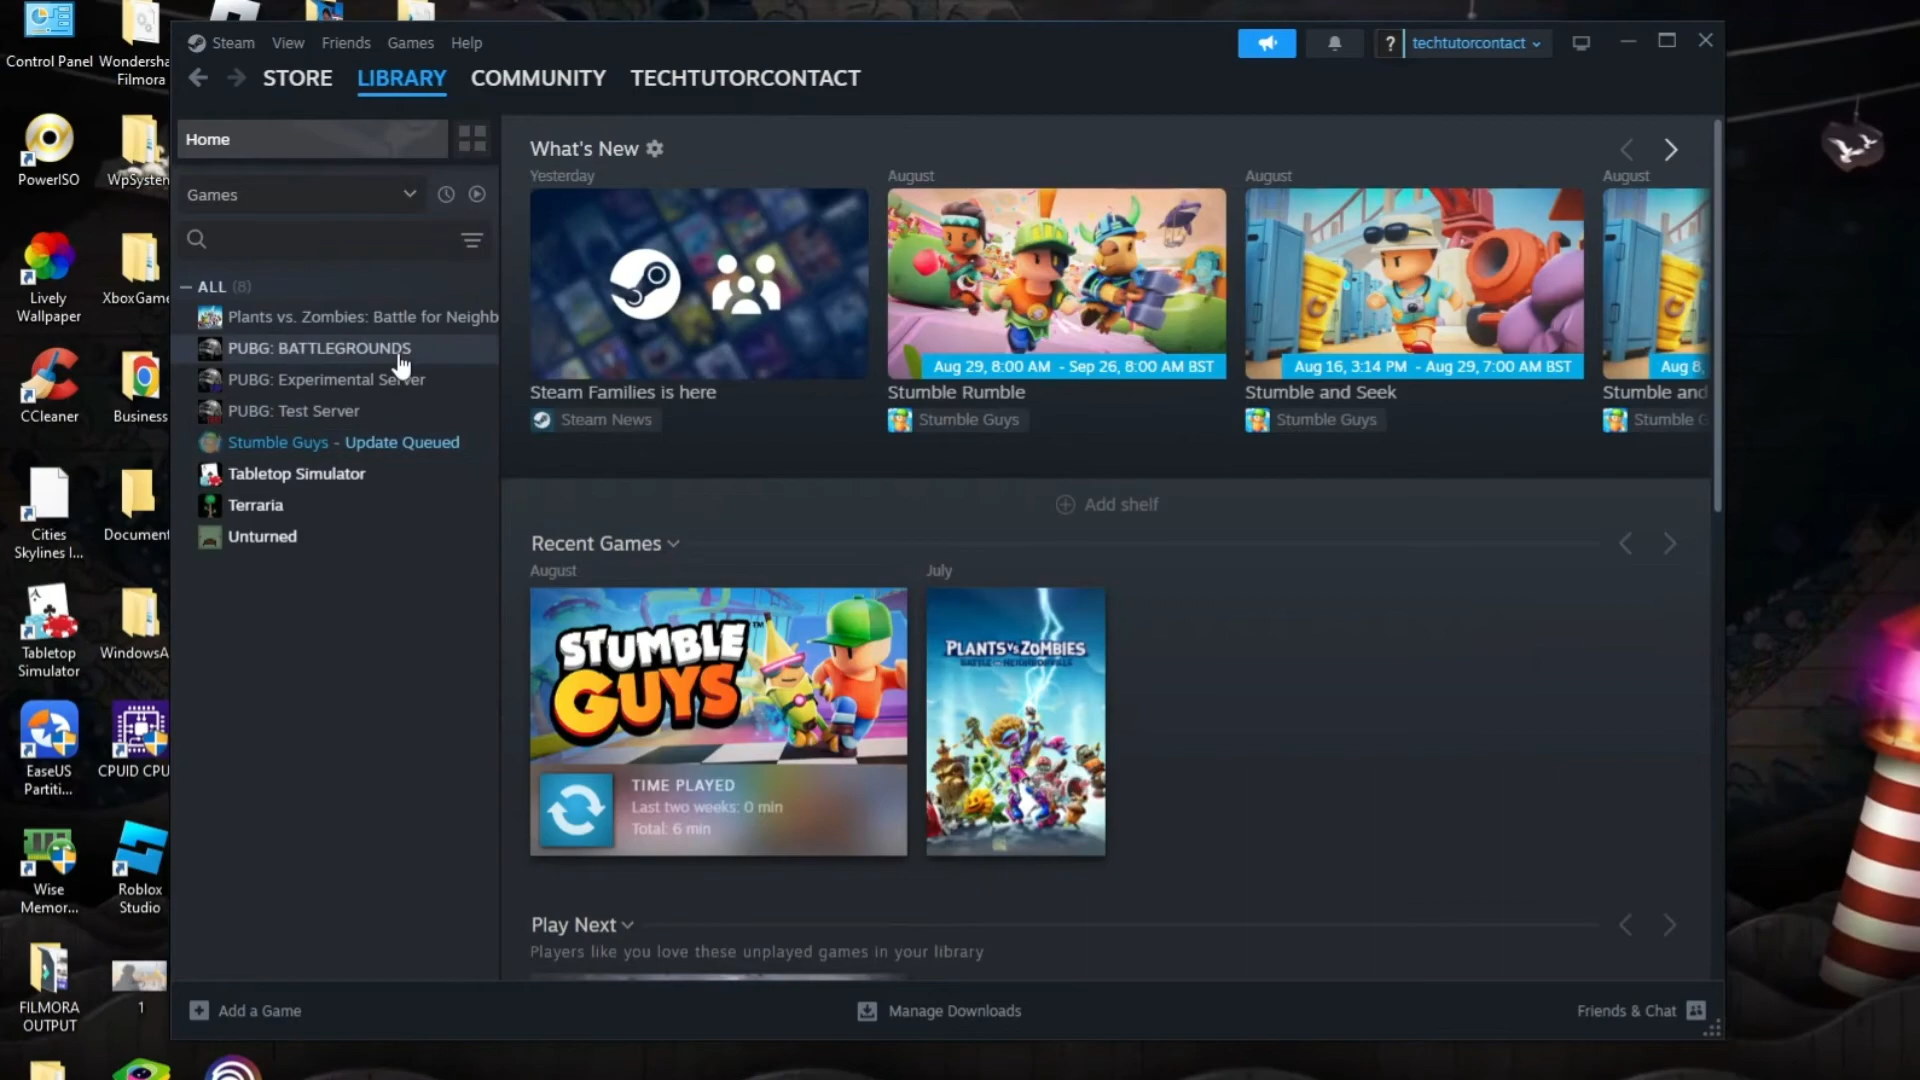 Control Panel
Wondersha
Filmora
PowerISO
WpSystem
Lively
Wallpaper
XboxGame
CCleaner
Business
Cities
Skylines I...
Document
Tabletop
Simulator
WindowsA
EaseUS
Partiti...
CPUID CPU
Wise
Memor...
Roblox
Studio
FILMORA
OUTPUT
1
Steam View Friends Games Help
? techtutorcontact
STORE LIBRARY COMMUNITY TECHTUTORCONTACT
Home
Games
ALL (8)
Plants vs. Zombies: Battle for Neighb
PUBG: BATTLEGROUNDS
PUBG: Experimental Server
PUBG: Test Server
Stumble Guys - Update Queued
Tabletop Simulator
Terraria
Unturned
What's New
Yesterday
Steam Families is here
Steam News
August
Aug 29, 8:00 AM - Sep 26, 8:00 AM BST
Stumble Rumble
Stumble Guys
August
Aug 16, 3:14 PM - Aug 29, 7:00 AM BST
Stumble and Seek
Stumble Guys
August
Aug 8,
Stumble and
Stumble G
Add shelf
Recent Games
August
STUMBLE
GUYS
TM
TIME PLAYED
Last two weeks: 0 min
Total: 6 min
July
PLANTS VS. ZOMBIES
BATTLE FOR NEIGHBORVILLE
Play Next
Players like you love these unplayed games in your library
Add a Game
Manage Downloads
Friends & Chat